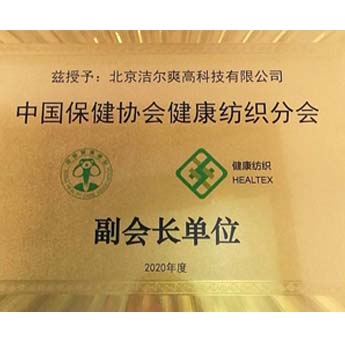 兹授予：北京洁尔爽高科技有限公司
中国保健协会健康纺织分会
健康纺织
HEALTEX
副会长单位
2020年度